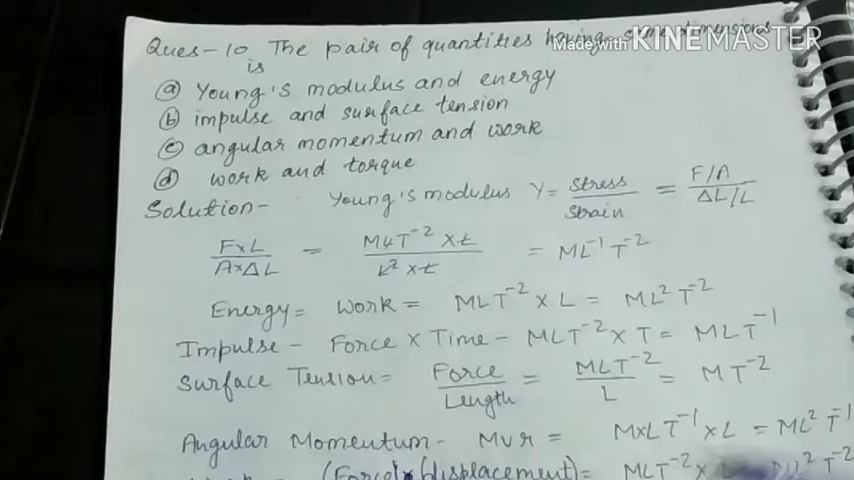 Ques-10 The pair of quantities having same dimensions
is
Made with KINEMASTER
(a) Young's modulus and energy
(b) impulse and surface tension
(c) angular momentum and work
(d) work and torque
Solution- Young's modulus Y = Stress/Strain = F/A / ΔL/L
F×L / A×ΔL = MLT⁻² × L / L² × L = ML⁻¹T⁻²
Energy = Work = MLT⁻² × L = ML²T⁻²
Impulse - Force × Time - MLT⁻² × T = MLT⁻¹
Surface Tension = Force/Length = MLT⁻²/L = MT⁻²
Angular Momentum - Mvr = M×LT⁻¹×L = ML²T⁻¹
(Force)×(displacement) = MLT⁻² ×